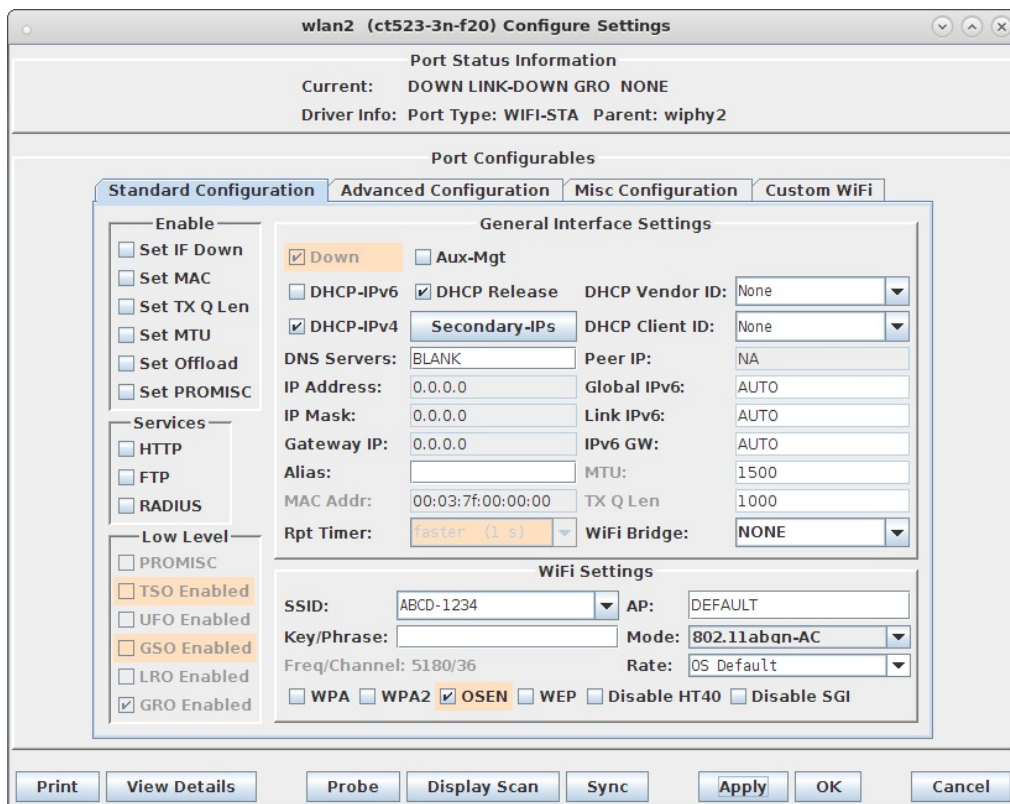 wlan2 (ct523-3n-f20) Configure Settings
Port Status Information
Current: DOWN LINK-DOWN GRO NONE
Driver Info: Port Type: WIFI-STA Parent: wiphy2
Port Configurables
Standard Configuration Advanced Configuration Misc Configuration Custom WiFi
Enable
Set IF Down
Set MAC
Set TX Q Len
Set MTU
Set Offload
Set PROMISC
Services
HTTP
FTP
RADIUS
Low Level
PROMISC
TSO Enabled
UFO Enabled
GSO Enabled
LRO Enabled
GRO Enabled
General Interface Settings
Down Aux-Mgt
DHCP-IPv6 DHCP Release DHCP Vendor ID: None
DHCP-IPv4 Secondary-IPs DHCP Client ID: None
DNS Servers: BLANK Peer IP: NA
IP Address: 0.0.0.0 Global IPv6: AUTO
IP Mask: 0.0.0.0 Link IPv6: AUTO
Gateway IP: 0.0.0.0 IPv6 GW: AUTO
Alias: MTU: 1500
MAC Addr: 00:03:7f:00:00:00 TX Q Len 1000
Rpt Timer: faster (1 s) WiFi Bridge: NONE
WiFi Settings
SSID: ABCD-1234 AP: DEFAULT
Key/Phrase: Mode: 802.11abgn-AC
Freq/Channel: 5180/36 Rate: OS Default
WPA WPA2 OSEN WEP Disable HT40 Disable SGI
Print View Details Probe Display Scan Sync Apply OK Cancel